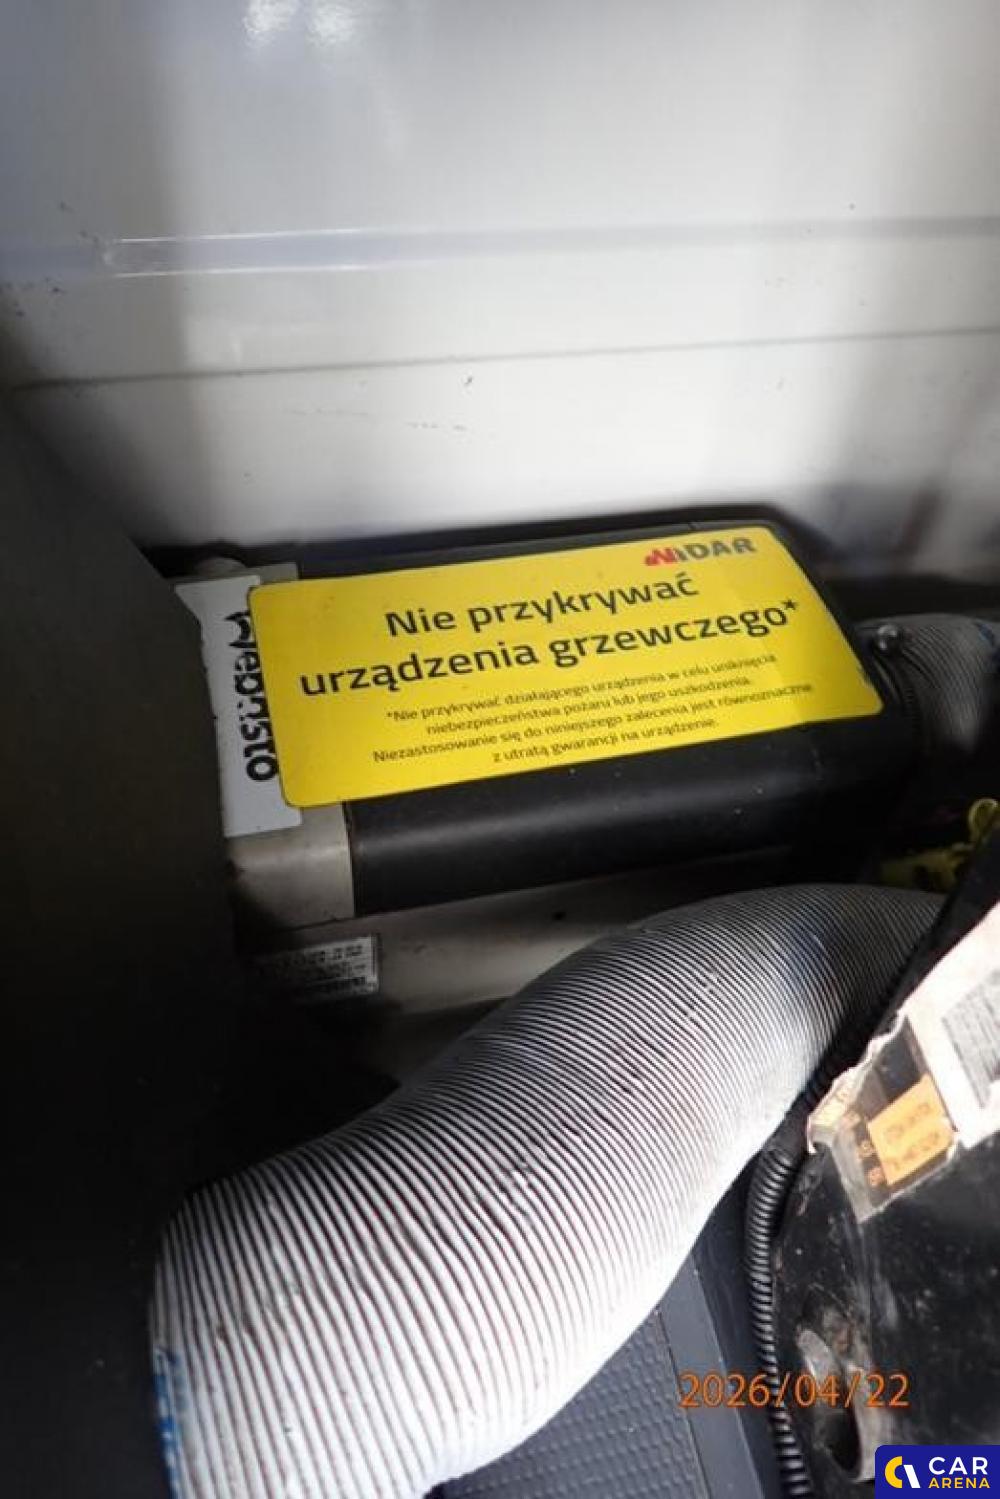 NIDAR
Nie przykrywać
urządzenia grzewczego*
*Nie przykrywać działającego urządzenia w celu uniknięcia
niebezpieczeństwa pożaru lub jego uszkodzenia.
Niezastosowanie się do niniejszego zalecenia jest równoznaczne
z utratą gwarancji na urządzenie.
Webasto
2026/04/22
CAR
ARENA